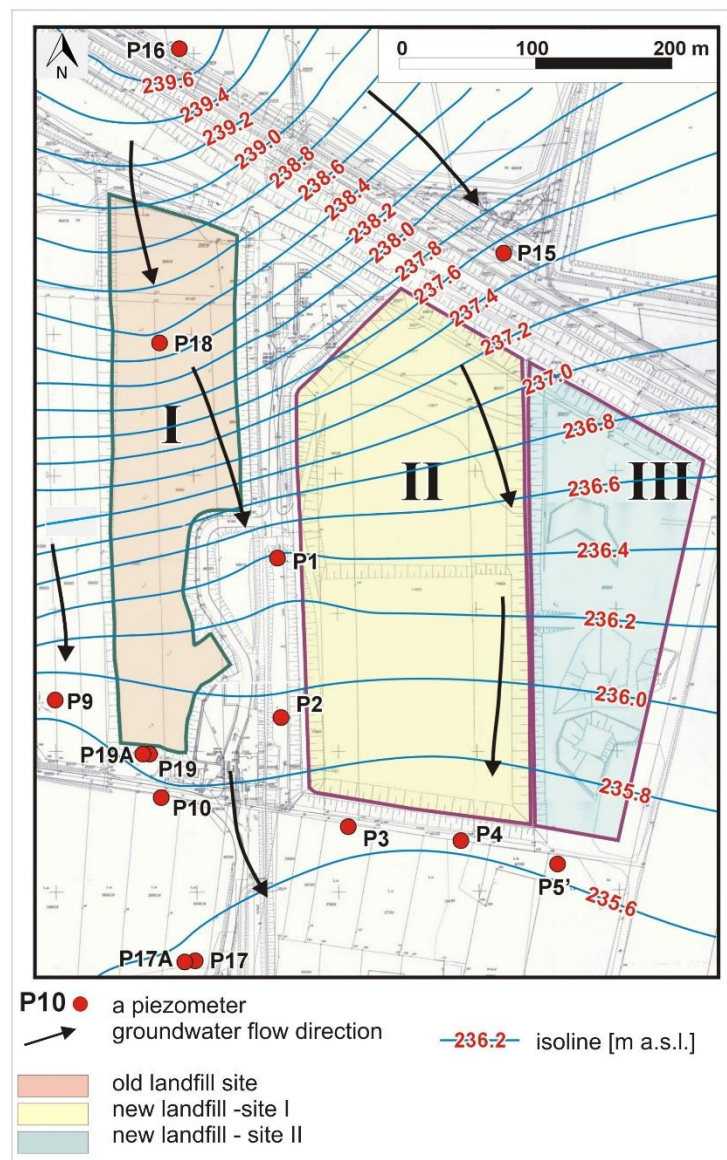 P16
N
0 100 200 m
239.6
239.4
239.2
239.0
238.8
238.6
238.4
238.2
238.0
237.8
237.6
237.4
237.2
237.0
236.8
236.6
236.4
236.2
236.0
235.8
235.6
P15
P18
I
II
III
P1
P9
P2
P19A
P19
P10
P3
P4
P5'
P17A
P17
P10 a piezometer
groundwater flow direction
236.2 isoline [m a.s.l.]
old landfill site
new landfill -site I
new landfill - site II